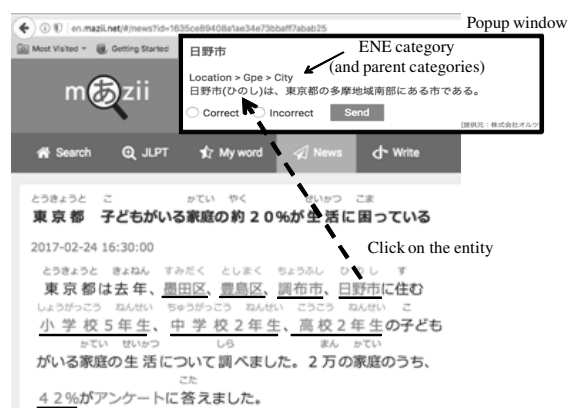 en.mazii.net/#/news?id=1635ce89408a1ae34e73bbaff7abab25
Popup window
Most Visited
Getting Started
日野市
ENE category
(and parent categories)
Location > Gpe > City
日野市(ひのし)は、東京都の多摩地域南部にある市である。
Correct Incorrect Send
[提供元：株式会社オルツ
mあzii
Search JLPT My word News Write
とうきょうと こ かてい やく せいかつ こま
東京都 子どもがいる家庭の約20%が生活に困っている
2017-02-24 16:30:00
Click on the entity
とうきょうと きょねん すみだく としまく ちょうふし ひのし す
東京都は去年、墨田区、豊島区、調布市、日野市に住む
しょうがっこう ねんせい ちゅうがっこう ねんせい こうこう ねんせい こ
小学校5年生、中学校2年生、高校2年生の子ども
かてい せいかつ しら まん かてい
がいる家庭の生活について調べました。2万の家庭のうち、
こた
42%がアンケートに答えました。